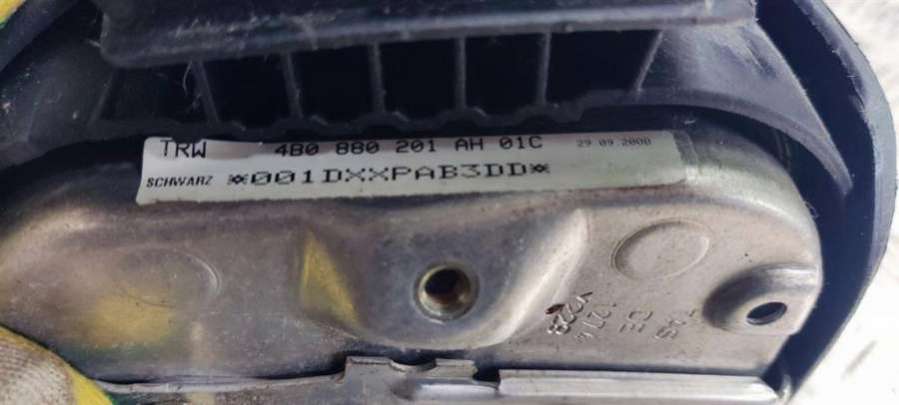 TRW 4B0 880 201 AH 01C 29.09.2000
SCHWARZ *001DXXPAB3DD*